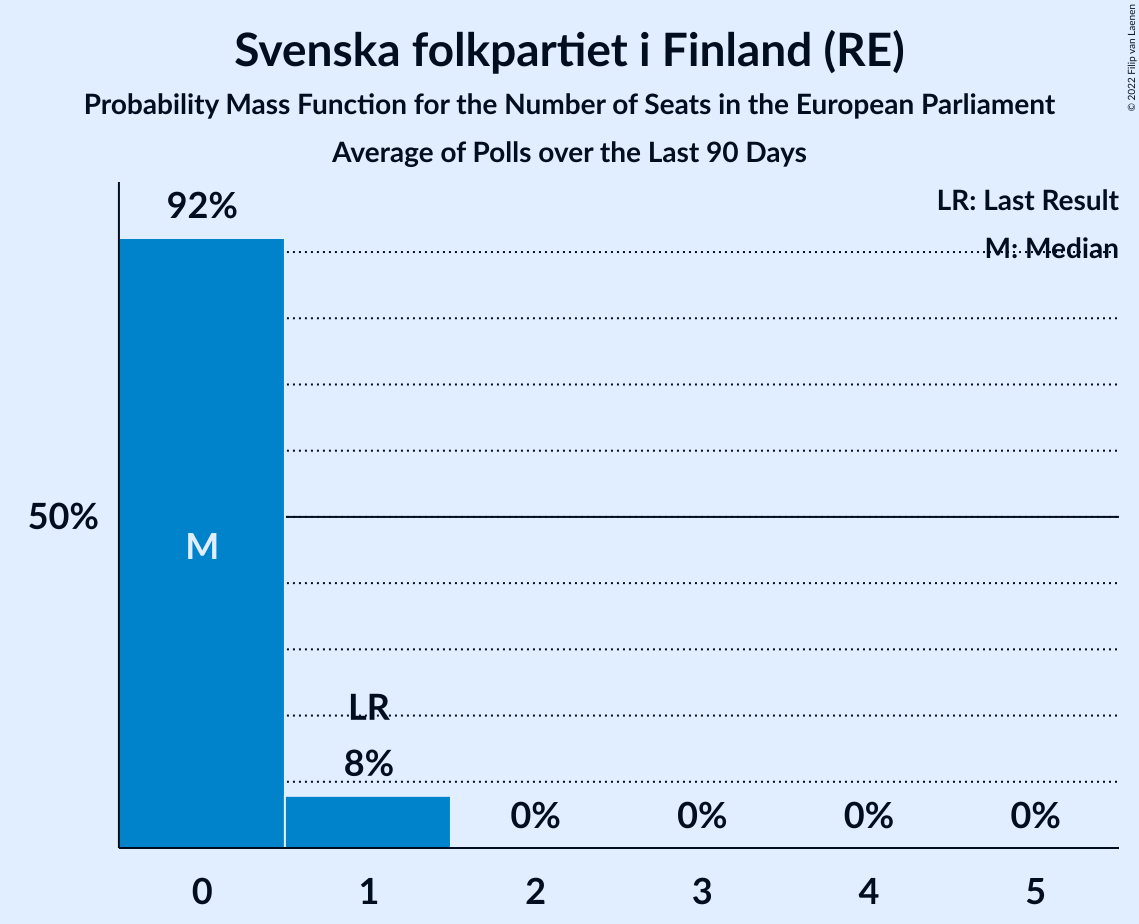 Svenska folkpartiet i Finland (RE)
Probability Mass Function for the Number of Seats in the European Parliament
Average of Polls over the Last 90 Days
© 2022 Filip van Laenen
LR: Last Result
M: Median
92%
50%
M
LR
8%
0%
0%
0%
0%
0
1
2
3
4
5